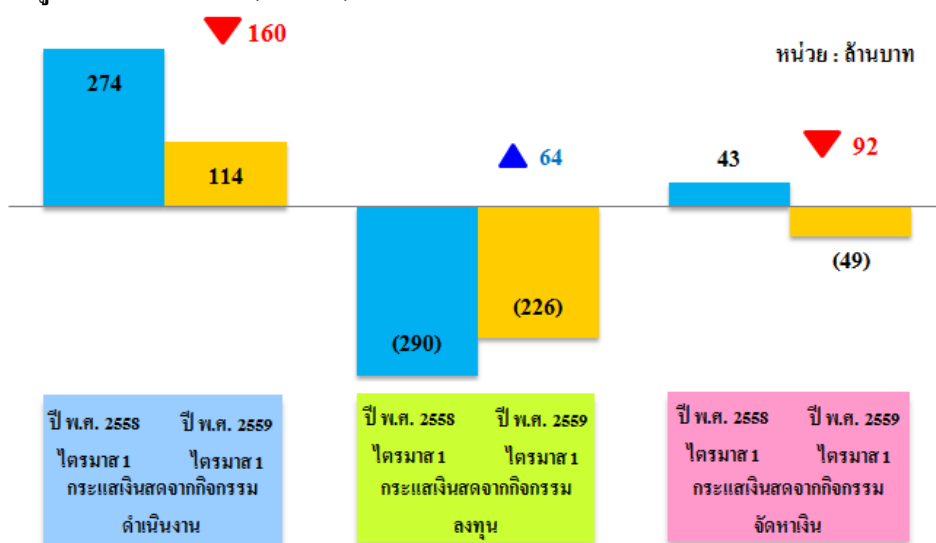 160
หน่วย : ล้านบาท
274
114
64
43
92
(49)
(226)
(290)
ปี พ.ศ. 2558 ปี พ.ศ. 2559
ไตรมาส 1 ไตรมาส 1
กระแสเงินสดจากกิจกรรม
ดำเนินงาน
ปี พ.ศ. 2558 ปี พ.ศ. 2559
ไตรมาส 1 ไตรมาส 1
กระแสเงินสดจากกิจกรรม
ลงทุน
ปี พ.ศ. 2558 ปี พ.ศ. 2559
ไตรมาส 1 ไตรมาส 1
กระแสเงินสดจากกิจกรรม
จัดหาเงิน